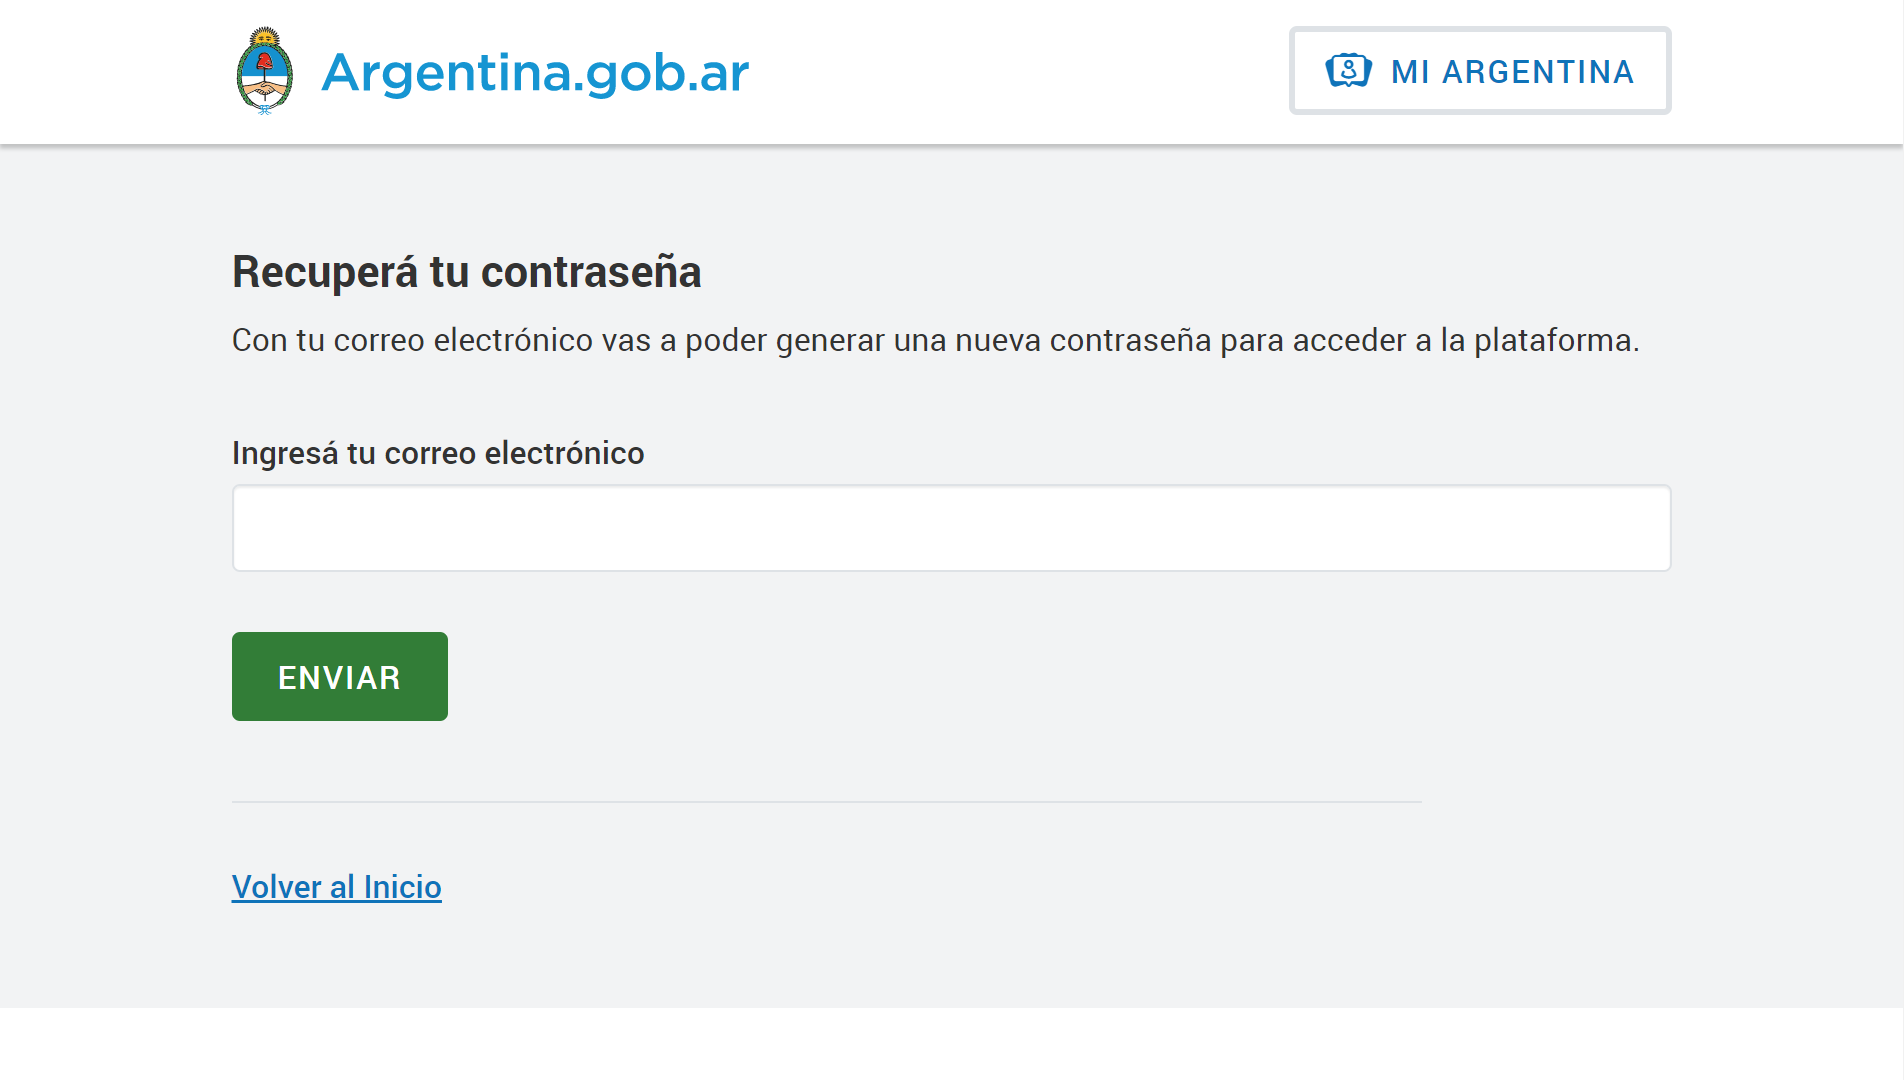 Argentina.gob.ar
MI ARGENTINA
Recuperá tu contraseña
Con tu correo electrónico vas a poder generar una nueva contraseña para acceder a la plataforma.
Ingresá tu correo electrónico
ENVIAR
Volver al Inicio